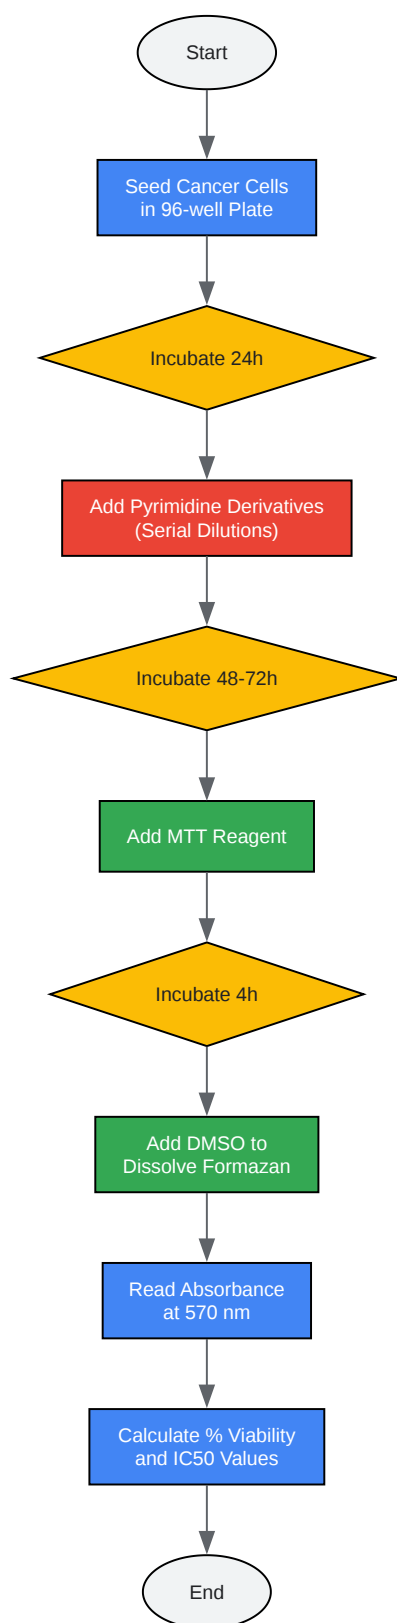 Start
Seed Cancer Cells
in 96-well Plate
Incubate 24h
Add Pyrimidine Derivatives
(Serial Dilutions)
Incubate 48-72h
Add MTT Reagent
Incubate 4h
Add DMSO to
Dissolve Formazan
Read Absorbance
at 570 nm
Calculate % Viability
and IC50 Values
End